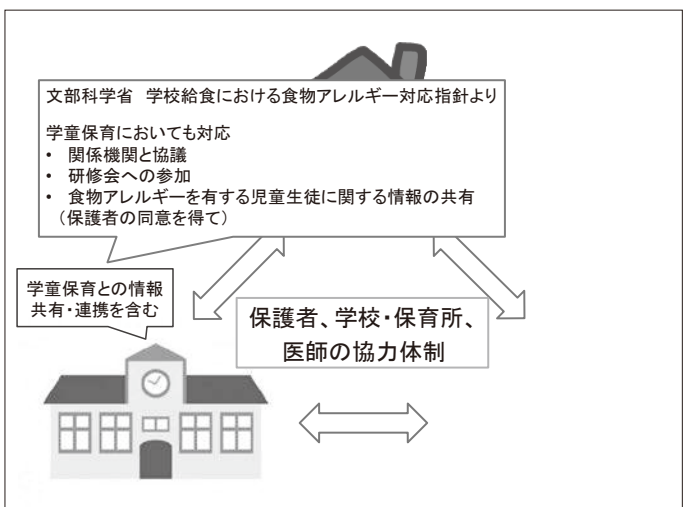 文部科学省 学校給食における食物アレルギー対応指針より
学童保育においても対応
• 関係機関と協議
• 研修会への参加
• 食物アレルギーを有する児童生徒に関する情報の共有
（保護者の同意を得て）
学童保育との情報
共有・連携を含む
保護者、学校・保育所、
医師の協力体制